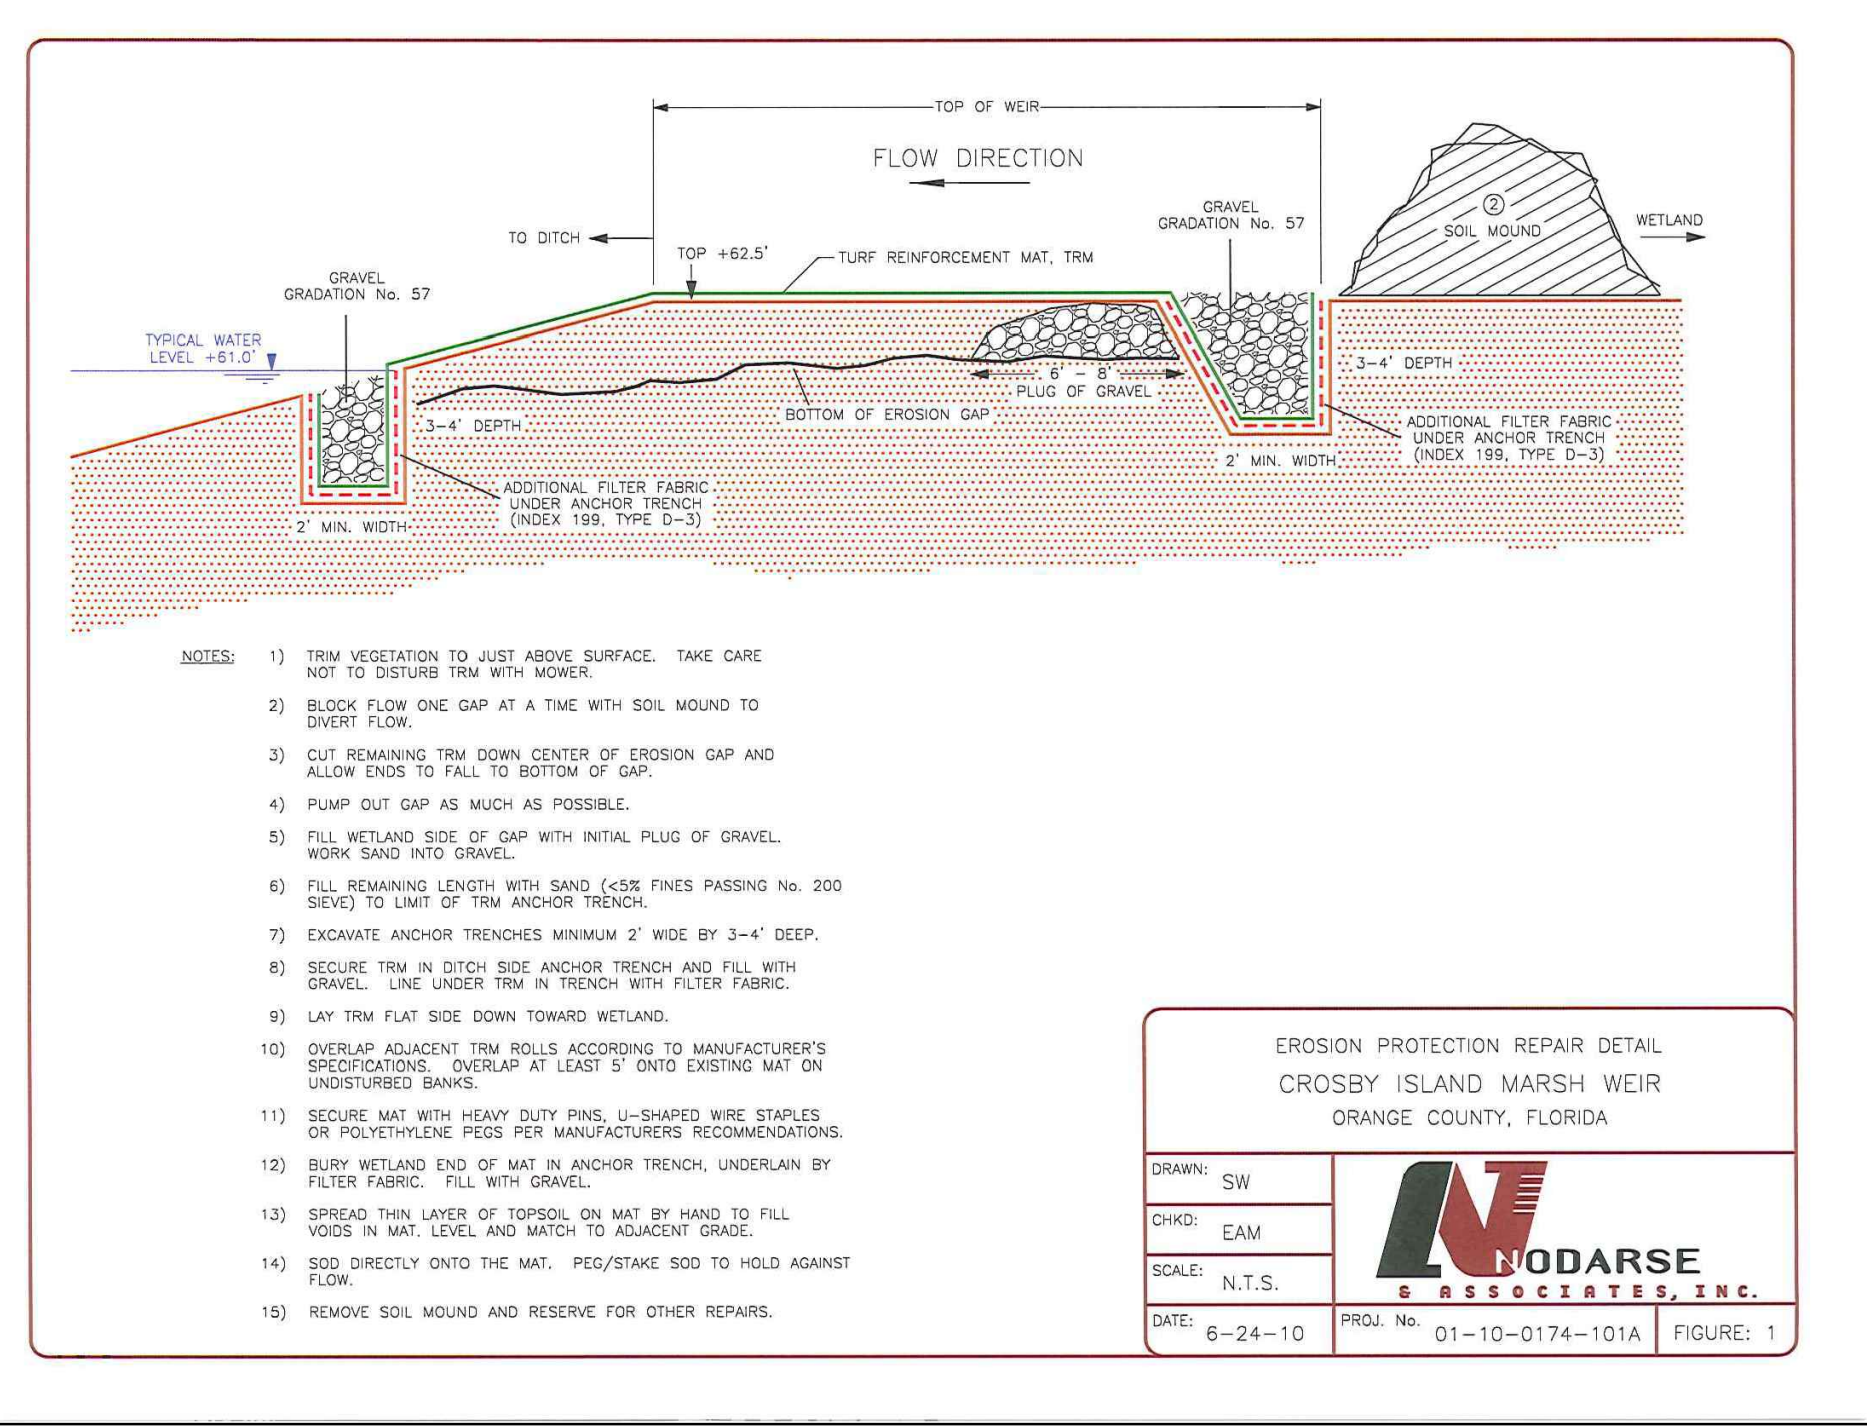 TOP OF WEIR
FLOW DIRECTION
GRAVEL
GRADATION No. 57
2
SOIL MOUND
WETLAND
TO DITCH
TOP +62.5'
TURF REINFORCEMENT MAT, TRM
GRAVEL
GRADATION No. 57
TYPICAL WATER
LEVEL +61.0'
3-4' DEPTH
6' - 8'
PLUG OF GRAVEL
BOTTOM OF EROSION GAP
3-4' DEPTH
ADDITIONAL FILTER FABRIC
UNDER ANCHOR TRENCH
(INDEX 199, TYPE D-3)
2' MIN. WIDTH
ADDITIONAL FILTER FABRIC
UNDER ANCHOR TRENCH
(INDEX 199, TYPE D-3)
2' MIN. WIDTH
NOTES: 1) TRIM VEGETATION TO JUST ABOVE SURFACE. TAKE CARE
NOT TO DISTURB TRM WITH MOWER.
2) BLOCK FLOW ONE GAP AT A TIME WITH SOIL MOUND TO
DIVERT FLOW.
3) CUT REMAINING TRM DOWN CENTER OF EROSION GAP AND
ALLOW ENDS TO FALL TO BOTTOM OF GAP.
4) PUMP OUT GAP AS MUCH AS POSSIBLE.
5) FILL WETLAND SIDE OF GAP WITH INITIAL PLUG OF GRAVEL.
WORK SAND INTO GRAVEL.
6) FILL REMAINING LENGTH WITH SAND (<5% FINES PASSING No. 200
SIEVE) TO LIMIT OF TRM ANCHOR TRENCH.
7) EXCAVATE ANCHOR TRENCHES MINIMUM 2' WIDE BY 3-4' DEEP.
8) SECURE TRM IN DITCH SIDE ANCHOR TRENCH AND FILL WITH
GRAVEL. LINE UNDER TRM IN TRENCH WITH FILTER FABRIC.
9) LAY TRM FLAT SIDE DOWN TOWARD WETLAND.
10) OVERLAP ADJACENT TRM ROLLS ACCORDING TO MANUFACTURER'S
SPECIFICATIONS. OVERLAP AT LEAST 5' ONTO EXISTING MAT ON
UNDISTURBED BANKS.
11) SECURE MAT WITH HEAVY DUTY PINS, U-SHAPED WIRE STAPLES
OR POLYETHYLENE PEGS PER MANUFACTURERS RECOMMENDATIONS.
12) BURY WETLAND END OF MAT IN ANCHOR TRENCH, UNDERLAIN BY
FILTER FABRIC. FILL WITH GRAVEL.
13) SPREAD THIN LAYER OF TOPSOIL ON MAT BY HAND TO FILL
VOIDS IN MAT. LEVEL AND MATCH TO ADJACENT GRADE.
14) SOD DIRECTLY ONTO THE MAT. PEG/STAKE SOD TO HOLD AGAINST
FLOW.
15) REMOVE SOIL MOUND AND RESERVE FOR OTHER REPAIRS.
EROSION PROTECTION REPAIR DETAIL
CROSBY ISLAND MARSH WEIR
ORANGE COUNTY, FLORIDA
DRAWN: SW
CHKD: EAM
SCALE: N.T.S.
DATE: 6-24-10
NODARSE
& ASSOCIATES, INC.
PROJ. No. 01-10-0174-101A
FIGURE: 1